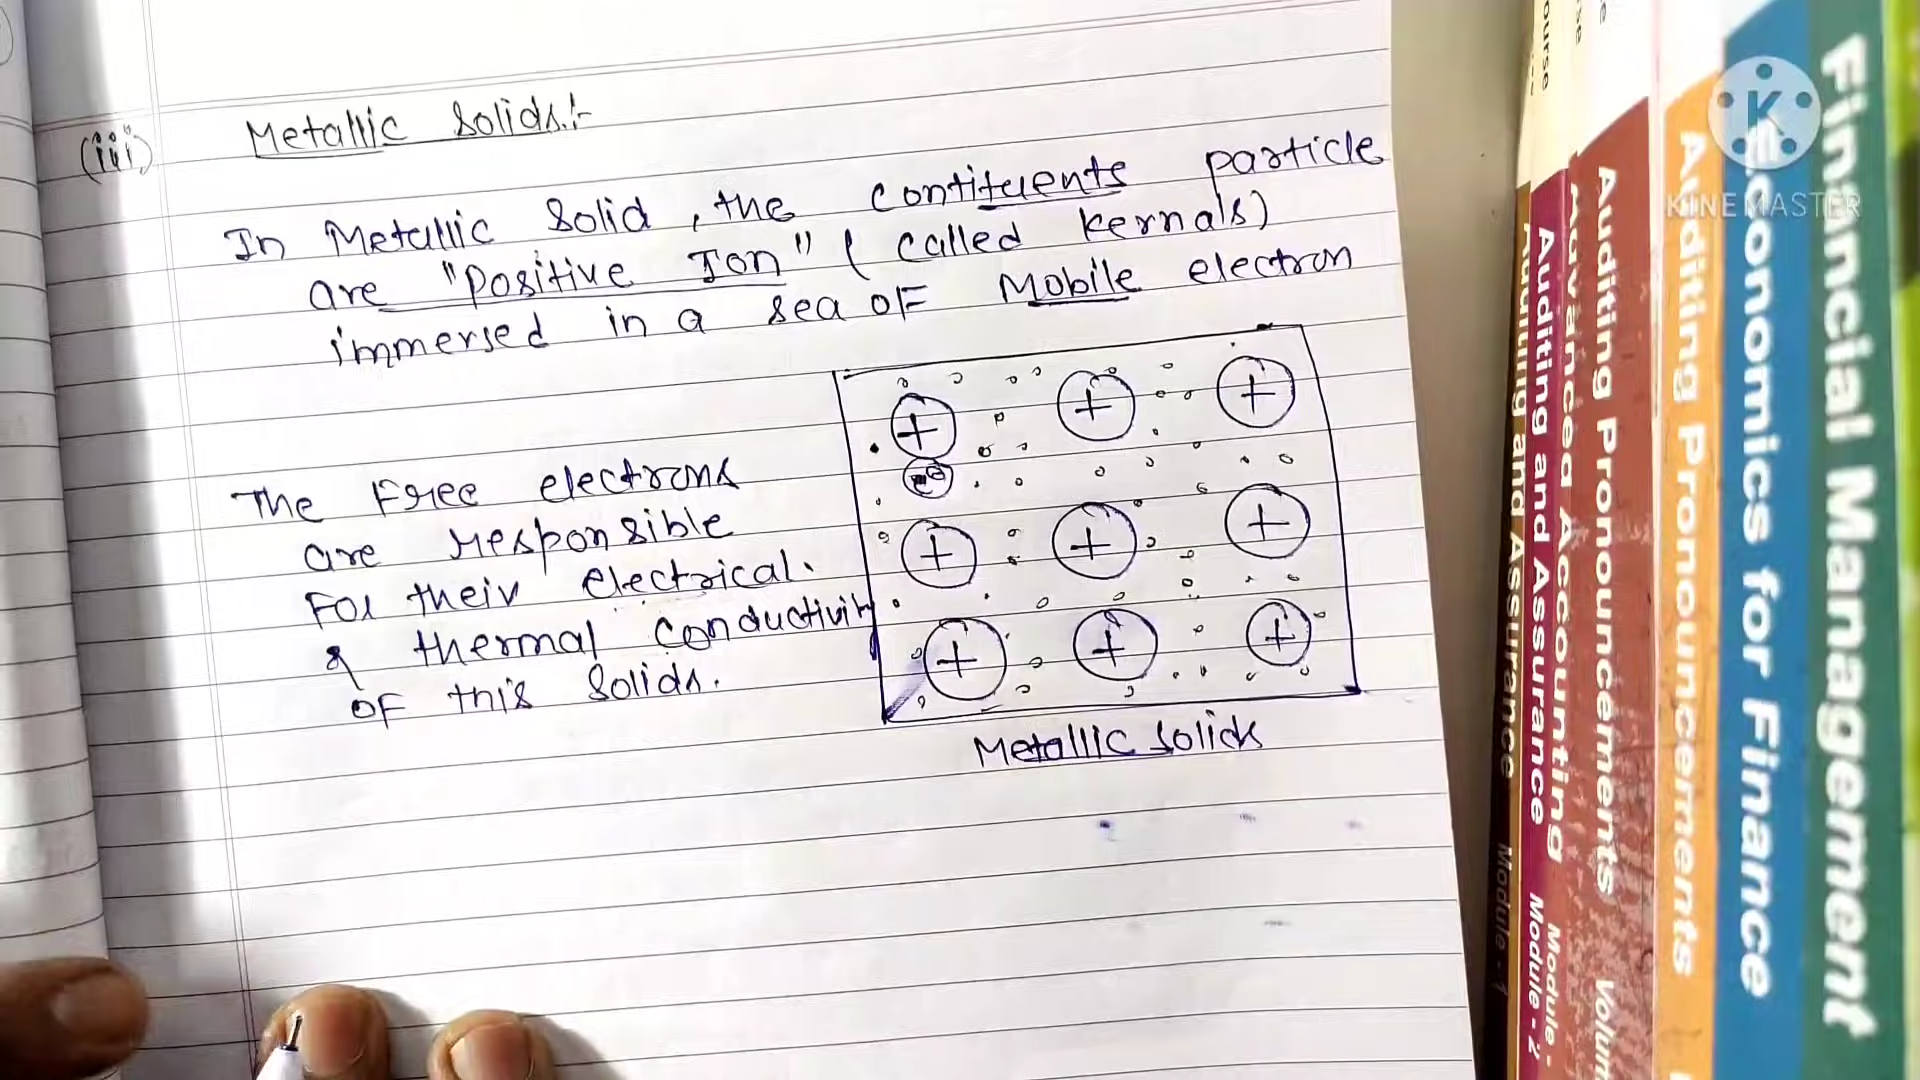 (iii) Metallic Solids:-
In Metallic Solid, the contituents particle
are "Positive Ion" (called kernals)
immersed in a sea of Mobile electron
The Free electrons
are responsible
For their electrical.
& thermal conductivity
of this Solids.
+ + +
+ + +
+ + +
Metallic Solids
KINEMASTER
Auditing and Assurance Module - 1
Auditing and Assurance Module - 2
Advanced Accounting Module -
Auditing Pronouncements Volum
Auditing Pronouncements
Economics for Finance
Financial Management